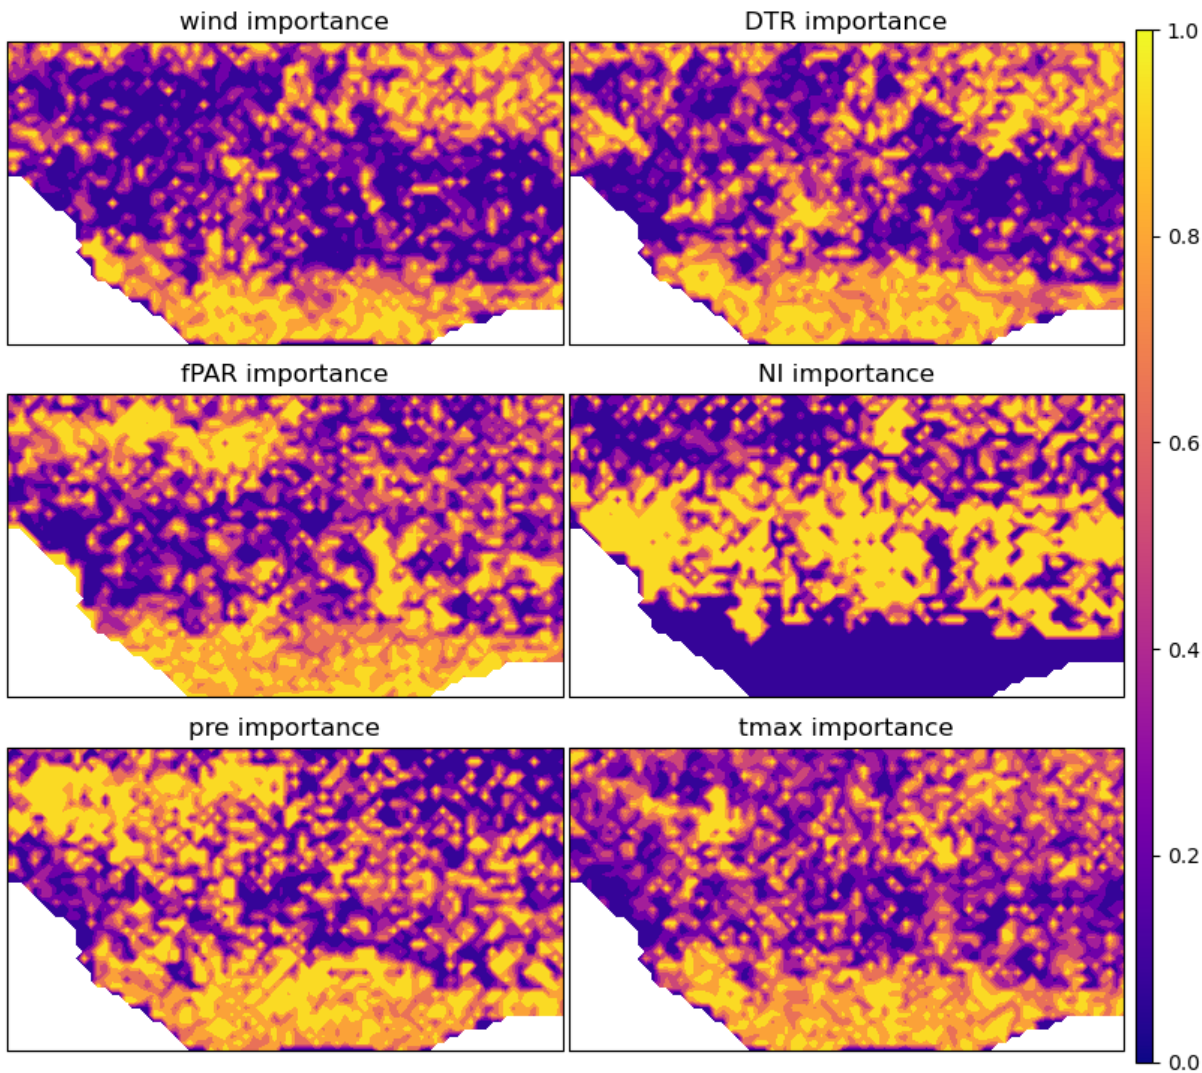 wind importance
DTR importance
1.0
0.8
fPAR importance
NI importance
0.6
0.4
pre importance
tmax importance
0.2
0.0